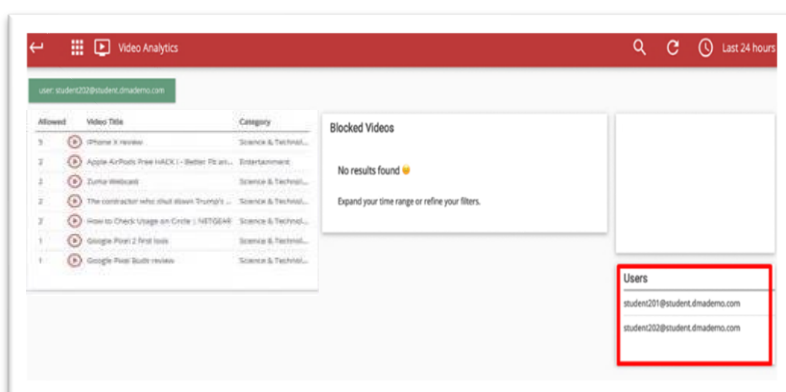 Video Analytics
Last 24 hours
user: student202@student.dmademo.com
Allowed Video Title Category
3 iPhone X review Science & Technol...
2 Apple AirPods Free HACK! - Better Fit an... Entertainment
2 Zuma Webcast Science & Technol...
2 The contractor who shut down Trump's ... Science & Technol...
2 How to Check Usage on Circle | NETGEAR Science & Technol...
1 Google Pixel 2 first look Science & Technol...
1 Google Pixel Buds review Science & Technol...
Blocked Videos
No results found
Expand your time range or refine your filters.
Users
student201@student.dmademo.com
student202@student.dmademo.com